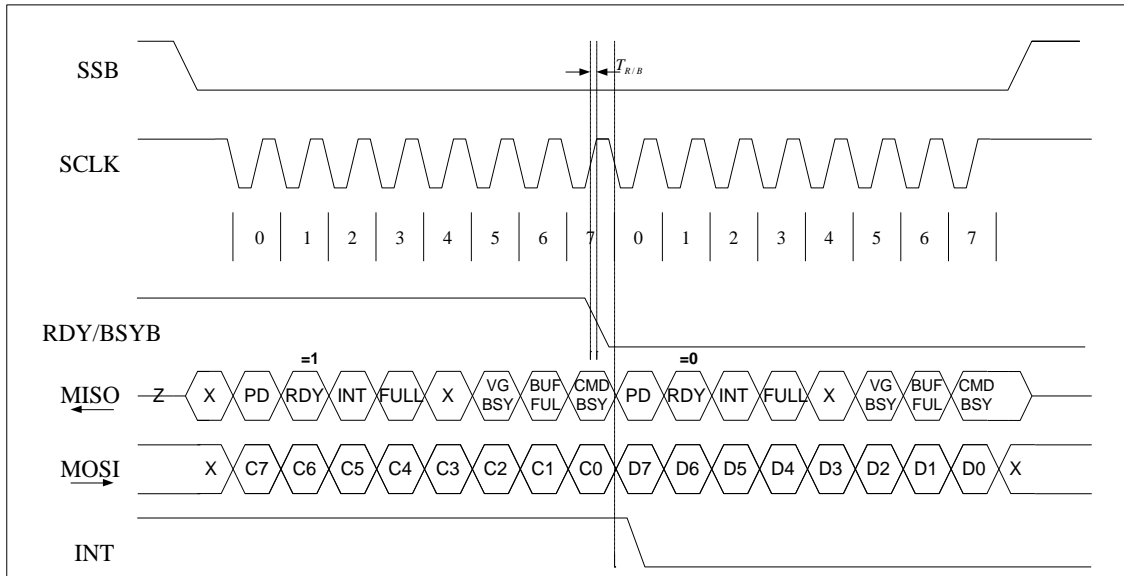 SSB
T R/B
SCLK
0 1 2 3 4 5 6 7 0 1 2 3 4 5 6 7
RDY/BSYB
=1 =0
MISO Z X PD RDY INT FULL X VG BSY BUF FUL CMD BSY PD RDY INT FULL X VG BSY BUF FUL CMD BSY
MOSI X C7 C6 C5 C4 C3 C2 C1 C0 D7 D6 D5 D4 D3 D2 D1 D0 X
INT